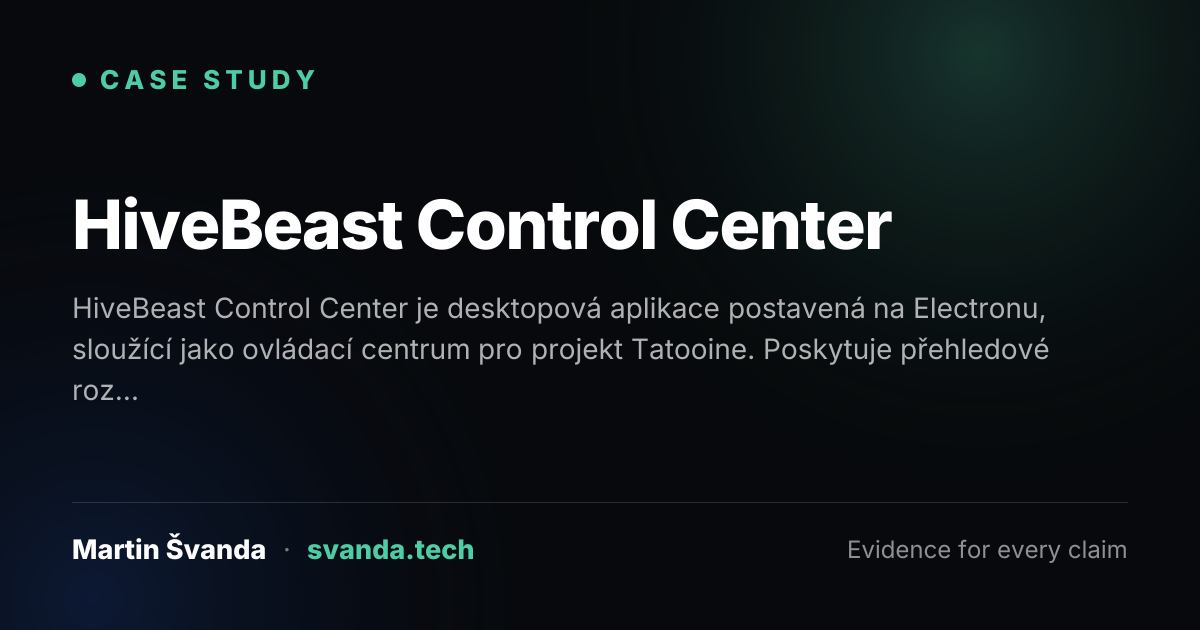 CASE STUDY
HiveBeast Control Center
HiveBeast Control Center je desktopová aplikace postavená na Electronu,
sloužící jako ovládací centrum pro projekt Tatooine. Poskytuje přehledové
roz...
Martin Švanda · svanda.tech
Evidence for every claim